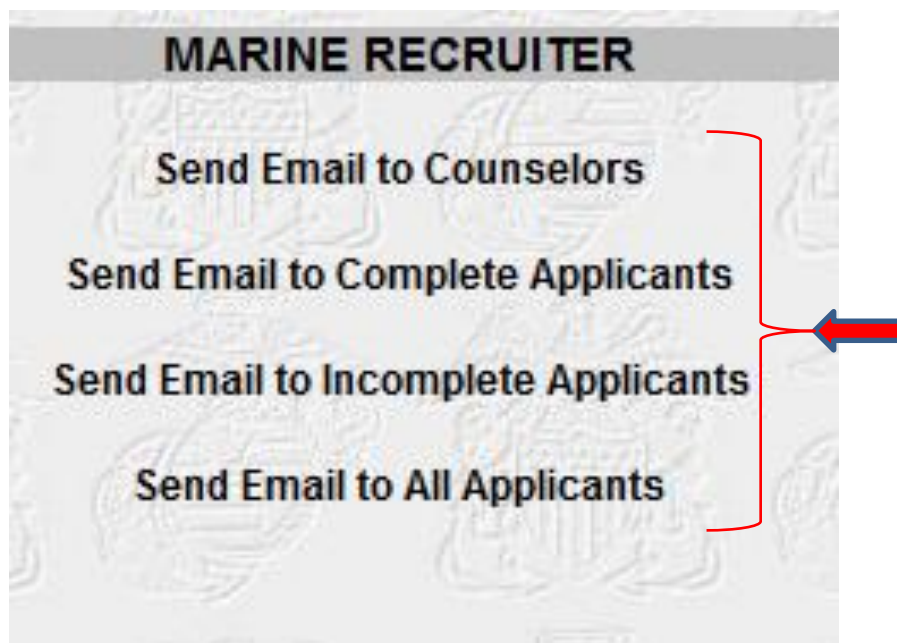 MARINE RECRUITER
Send Email to Counselors
Send Email to Complete Applicants
Send Email to Incomplete Applicants
Send Email to All Applicants